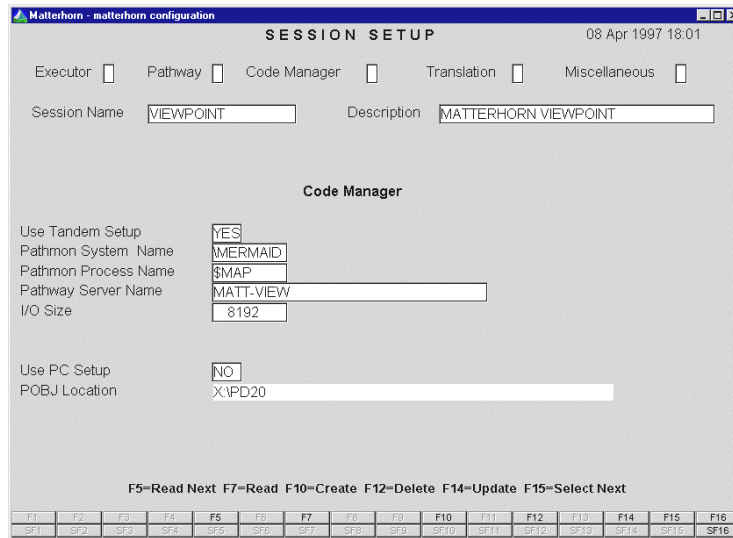 Matterhorn - matterhorn configuration
SESSION SETUP 08 Apr 1997 18:01
Executor Pathway Code Manager Translation Miscellaneous
Session Name VIEWPOINT Description MATTERHORN VIEWPOINT
Code Manager
Use Tandem Setup YES
Pathmon System Name \MERMAID
Pathmon Process Name $MAP
Pathway Server Name MATT-VIEW
I/O Size 8192
Use PC Setup NO
POBJ Location X:\PD20
F5=Read Next F7=Read F10=Create F12=Delete F14=Update F15=Select Next
F1 F2 F3 F4 F5 F6 F7 F8 F9 F10 F11 F12 F13 F14 F15 F16
SF1 SF2 SF3 SF4 SF5 SF6 SF7 SF8 SF9 SF10 SF11 SF12 SF13 SF14 SF15 SF16